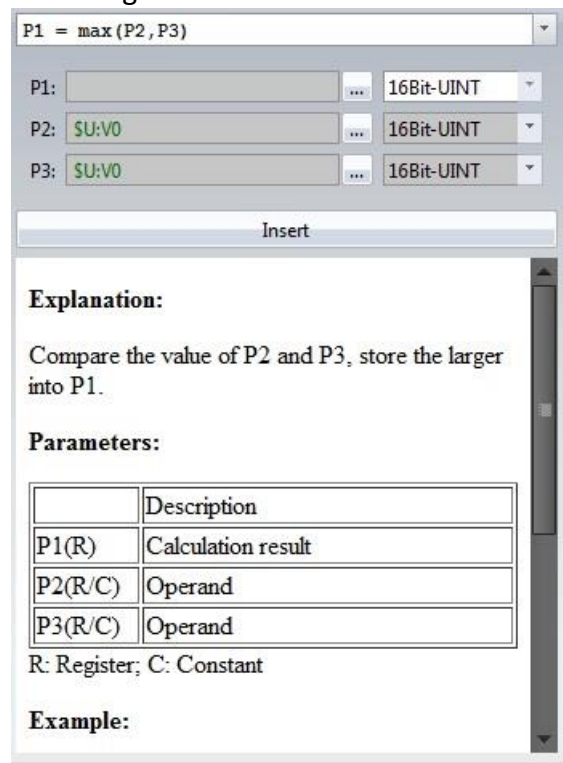 P1 = max(P2,P3)
P1: ... 16Bit-UINT
P2: $U:V0 ... 16Bit-UINT
P3: $U:V0 ... 16Bit-UINT
Insert
Explanation:
Compare the value of P2 and P3, store the larger
into P1.
Parameters:
Description
P1(R) Calculation result
P2(R/C) Operand
P3(R/C) Operand
R: Register; C: Constant
Example: